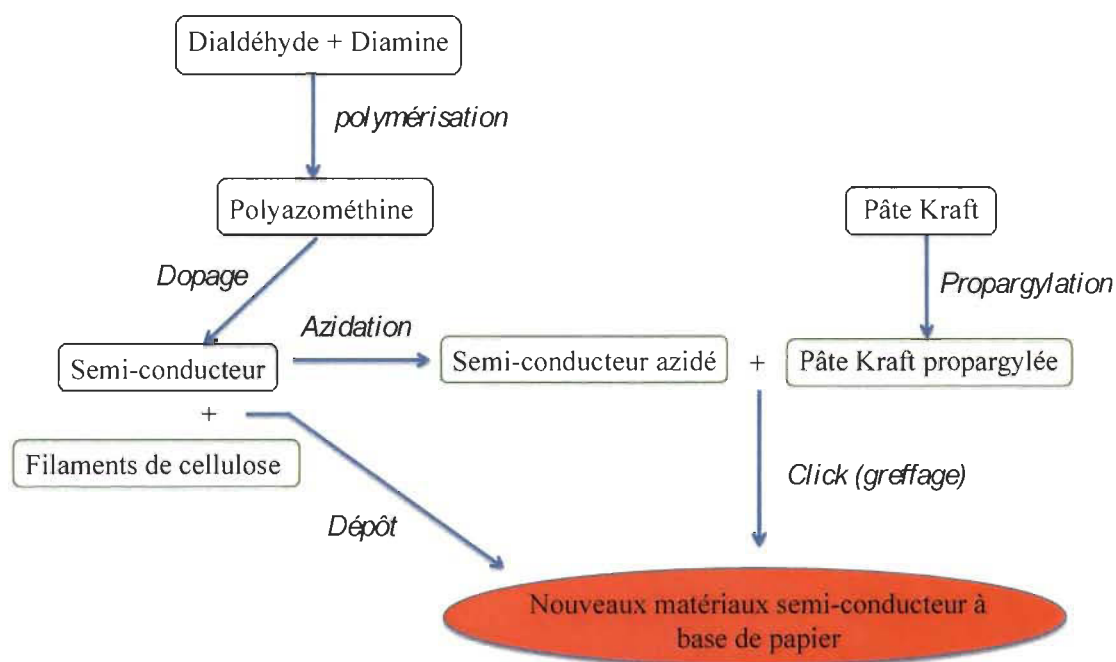 Dialdéhyde + Diamine
polymérisation
Polyazométhine
Pâte Kraft
Dopage
Propargylation
Azidation
Semi-conducteur
Semi-conducteur azidé
+
Pâte Kraft propargylée
+
Filaments de cellulose
Click (greffage)
Dépôt
Nouveaux matériaux semi-conducteur à
base de papier